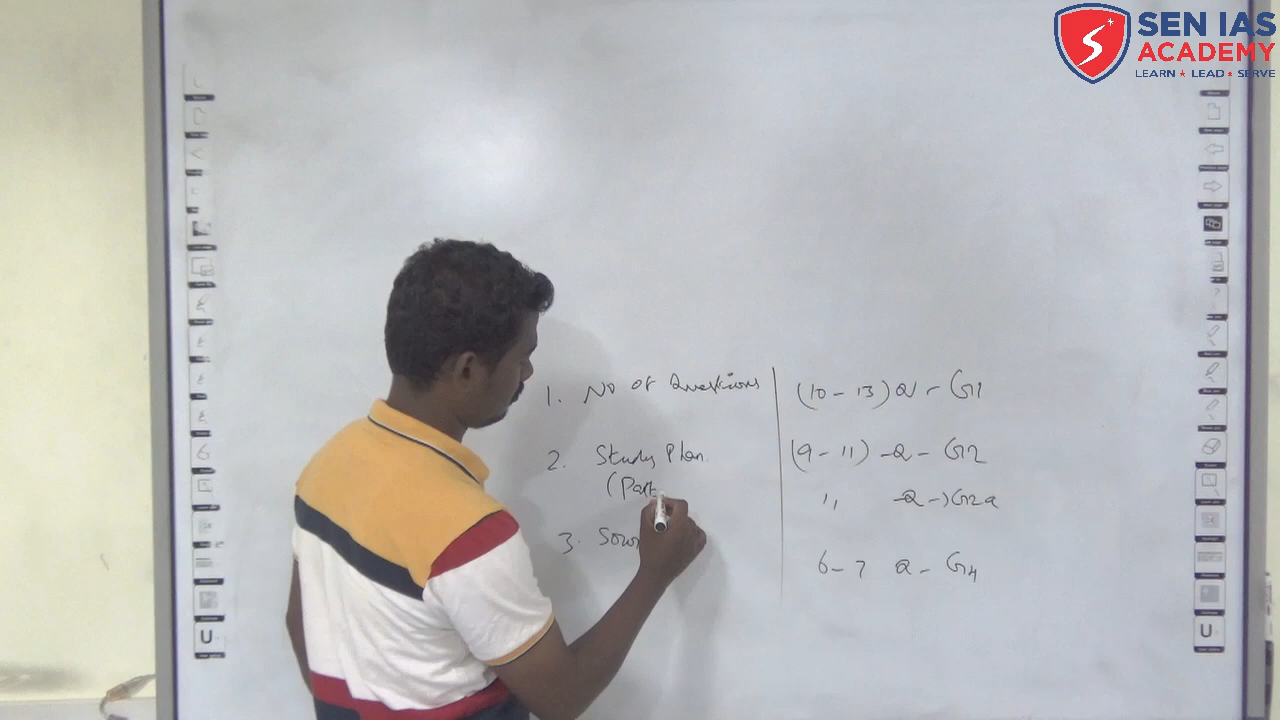 SEN IAS
ACADEMY
LEARN ★ LEAD ★ SERVE
1. No of Questions
2. Study Plan.
(Part
3. Sour
(10 - 13) Q - G1
(9 - 11) - Q - G2
,, Q → G2a
6 - 7 Q - G4
U
U